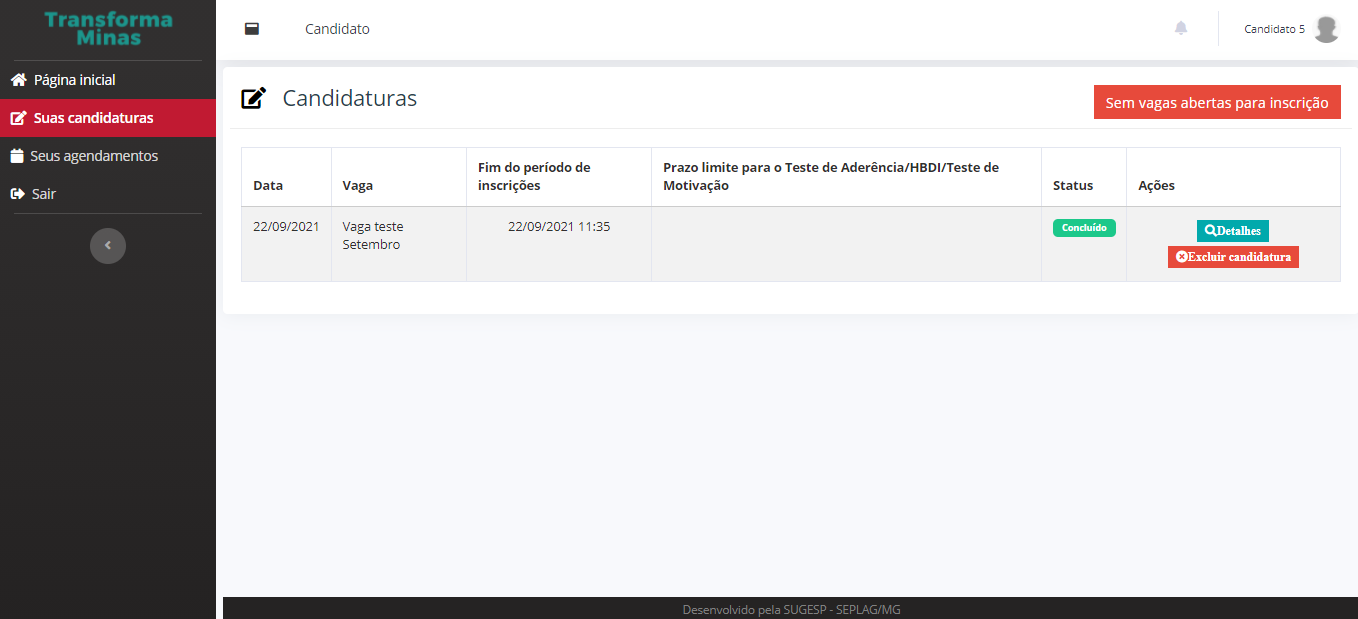 Transforma
Minas
Página inicial
Suas candidaturas
Seus agendamentos
Sair
Candidato
Candidato 5
Candidaturas
Sem vagas abertas para inscrição
Data
Vaga
Fim do período de
inscrições
Prazo limite para o Teste de Aderência/HBDI/Teste de
Motivação
Status
Ações
22/09/2021
Vaga teste
Setembro
22/09/2021 11:35
Concluído
Detalhes
Excluir candidatura
Desenvolvido pela SUGESP - SEPLAG/MG